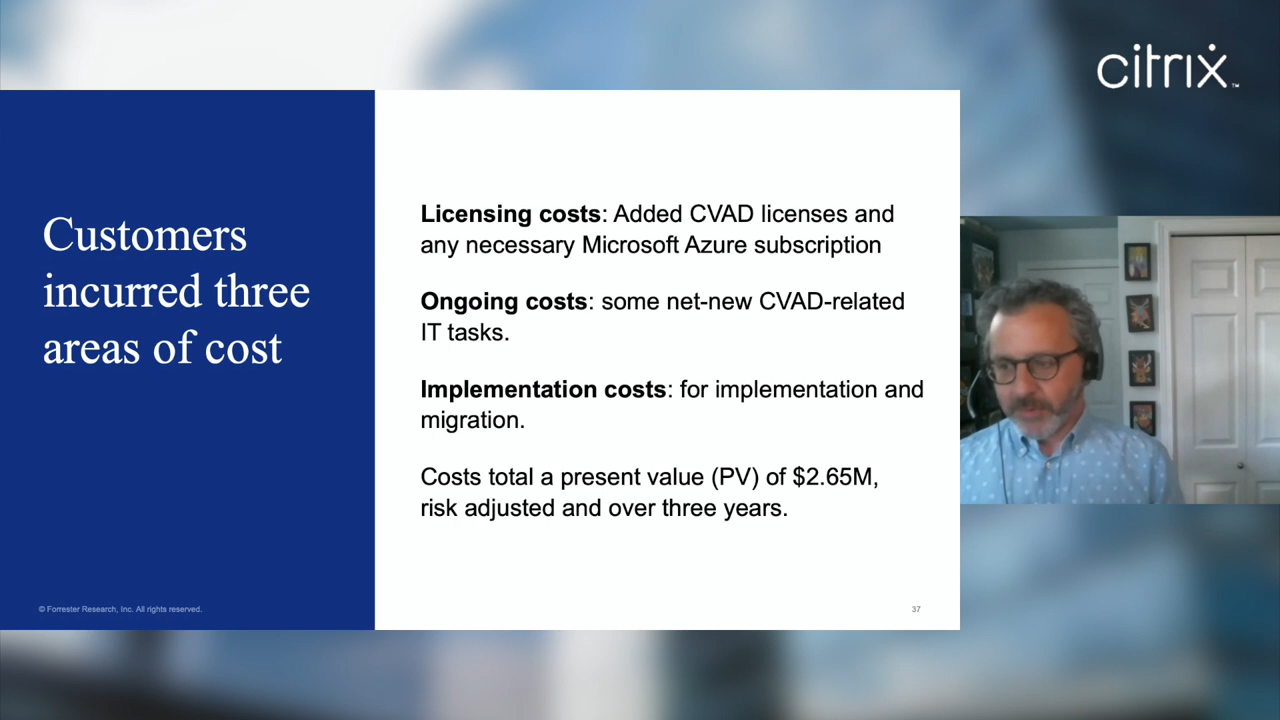 citrix™
Customers
incurred three
areas of cost
Licensing costs: Added CVAD licenses and
any necessary Microsoft Azure subscription
Ongoing costs: some net-new CVAD-related
IT tasks.
Implementation costs: for implementation and
migration.
Costs total a present value (PV) of $2.65M,
risk adjusted and over three years.
© Forrester Research, Inc. All rights reserved.
37